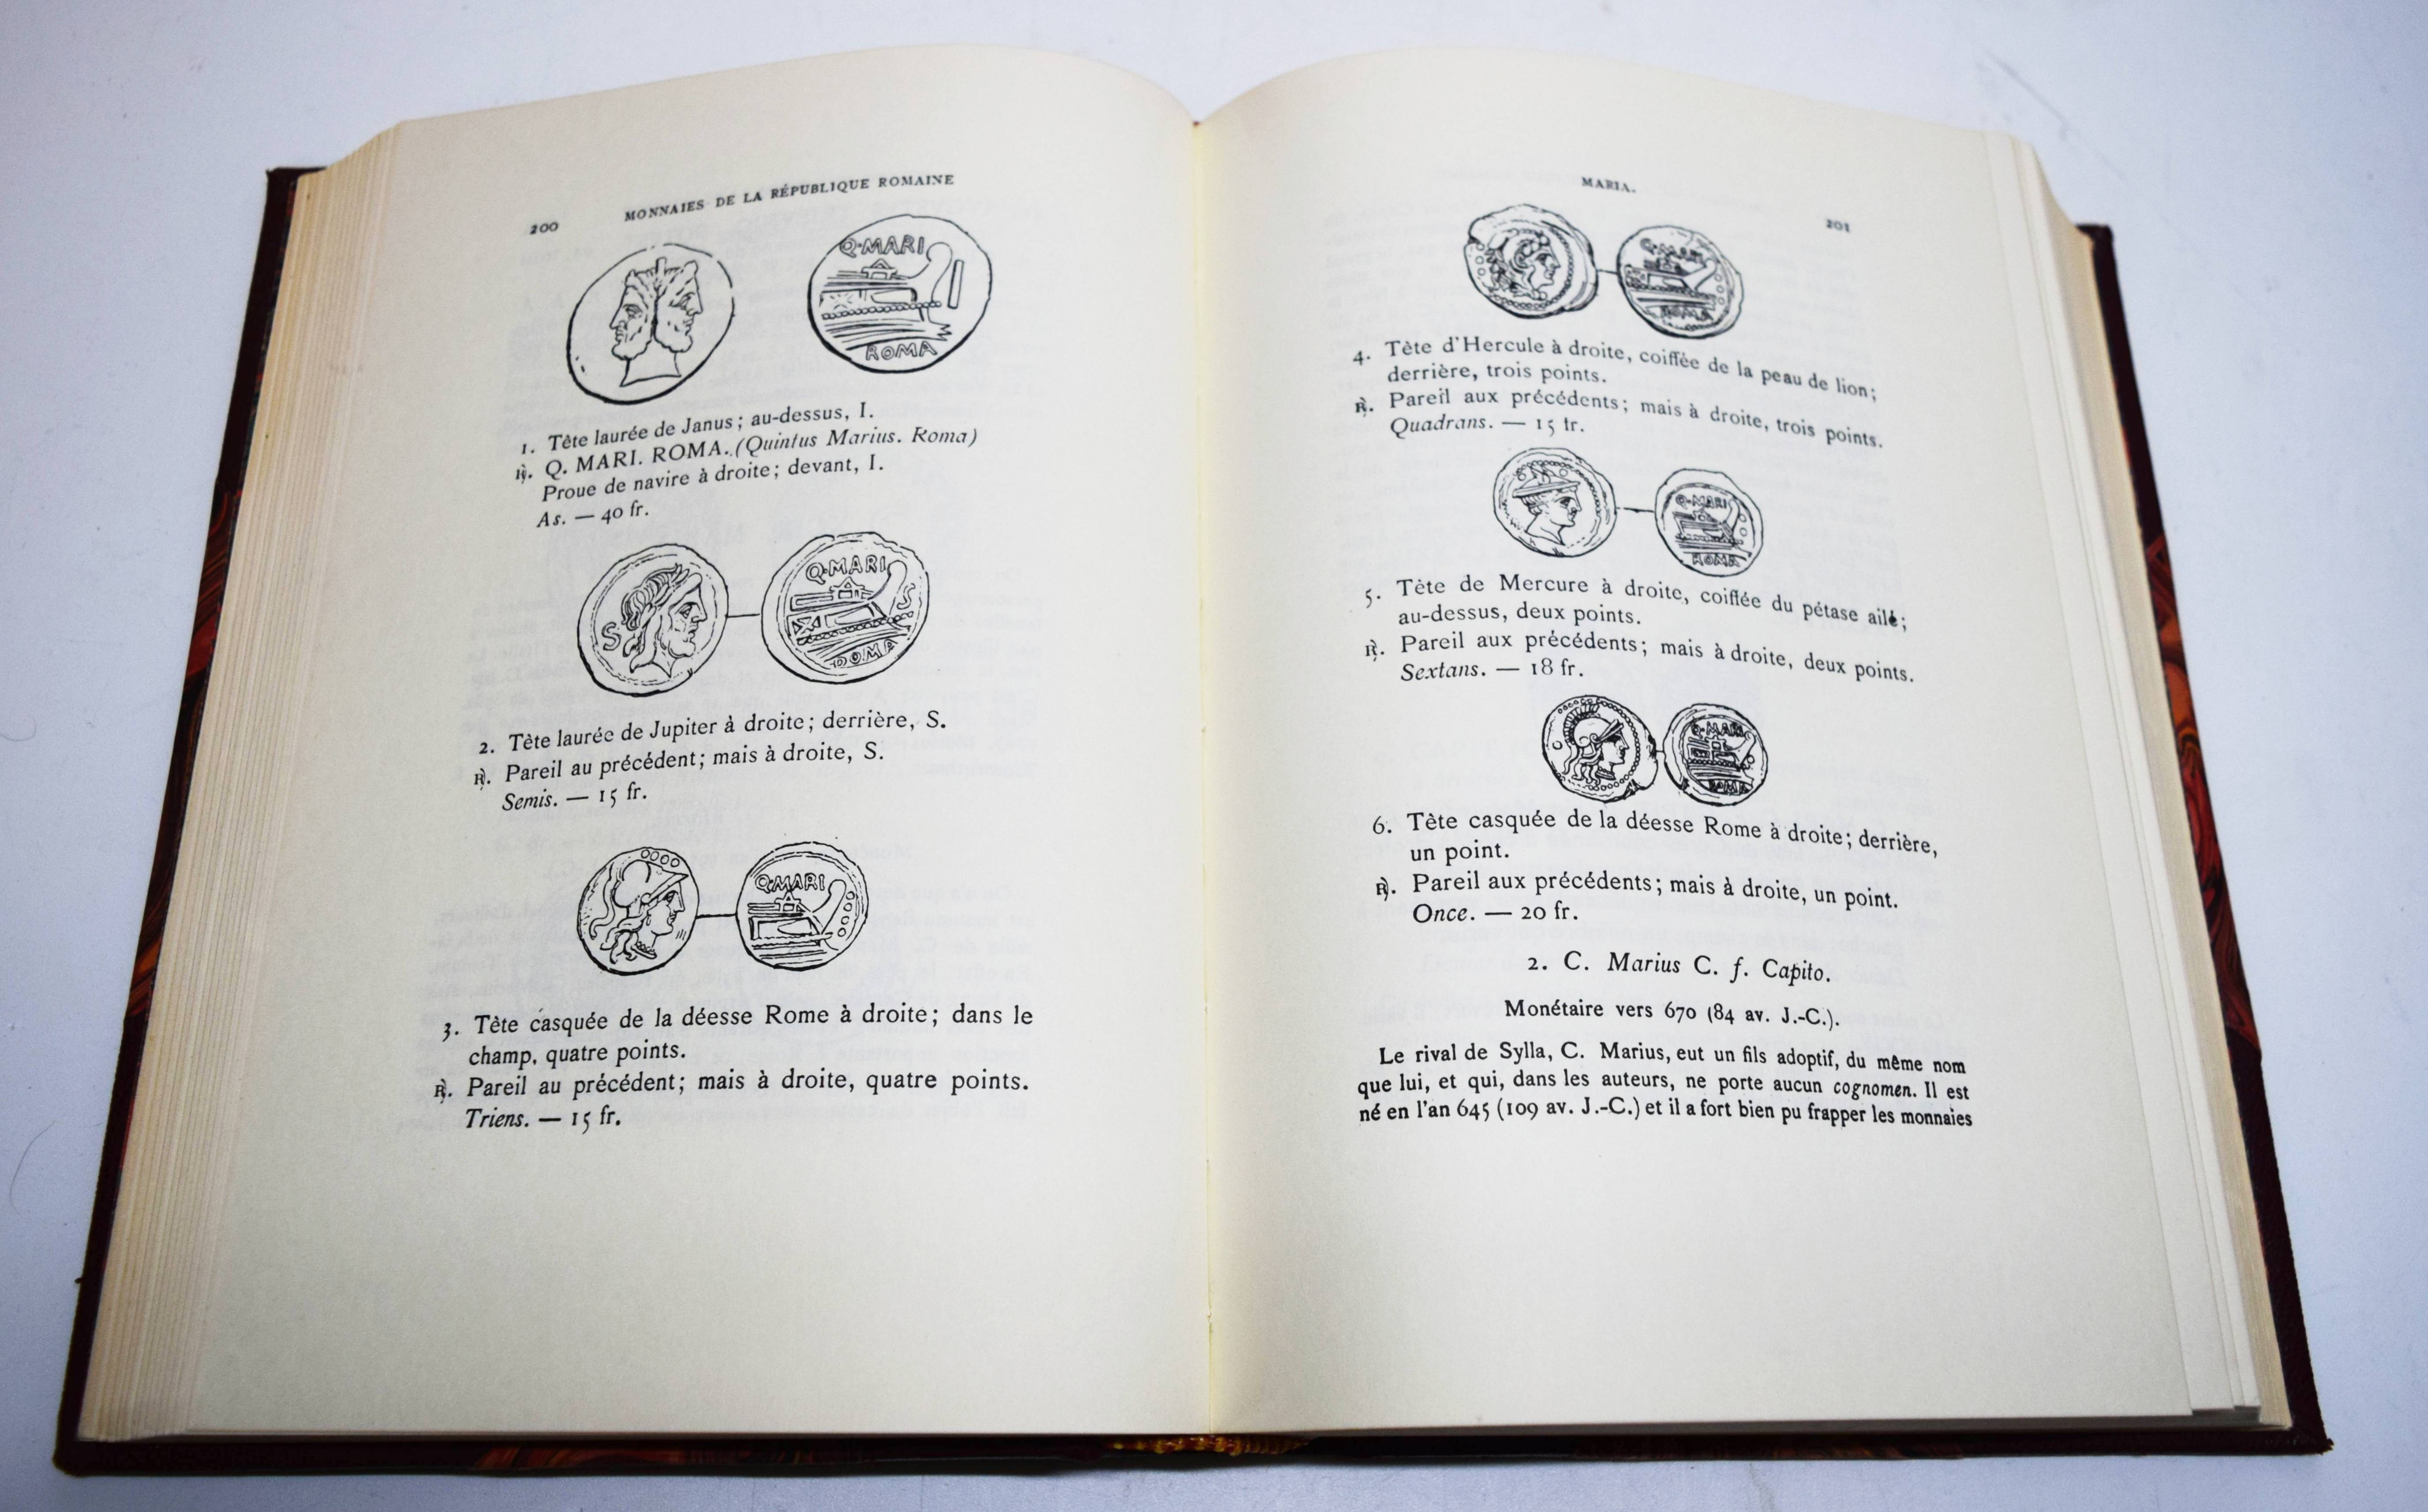 200 MONNAIES DE LA RÉPUBLIQUE ROMAINE
Q·MARI
ROMA
1. Tête laurée de Janus; au-dessus, I.
R̸. Q. MARI. ROMA. (Quintus Marius. Roma)
Proue de navire à droite; devant, I.
As. — 40 fr.
S
Q·MARI
S
ROMA
2. Tête laurée de Jupiter à droite; derrière, S.
R̸. Pareil au précédent; mais à droite, S.
Semis. — 15 fr.
Q·MARI
3. Tête casquée de la déesse Rome à droite; dans le
champ, quatre points.
R̸. Pareil au précédent; mais à droite, quatre points.
Triens. — 15 fr.
MARIA. 201
Q·MARI
ROMA
4. Tête d'Hercule à droite, coiffée de la peau de lion;
derrière, trois points.
R̸. Pareil aux précédents; mais à droite, trois points.
Quadrans. — 15 fr.
Q·MARI
ROMA
5. Tête de Mercure à droite, coiffée du pétase ailé;
au-dessus, deux points.
R̸. Pareil aux précédents; mais à droite, deux points.
Sextans. — 18 fr.
Q·MARI
ROMA
6. Tête casquée de la déesse Rome à droite; derrière,
un point.
R̸. Pareil aux précédents; mais à droite, un point.
Once. — 20 fr.
2. C. Marius C. f. Capito.
Monétaire vers 670 (84 av. J.-C.).
Le rival de Sylla, C. Marius, eut un fils adoptif, du même nom
que lui, et qui, dans les auteurs, ne porte aucun cognomen. Il est
né en l'an 645 (109 av. J.-C.) et il a fort bien pu frapper les monnaies